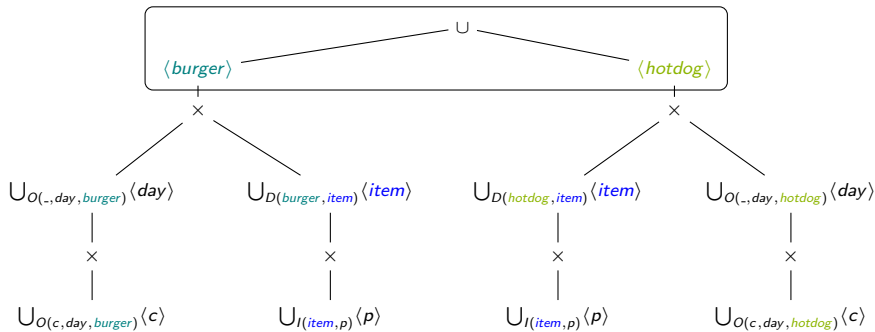 ∪
⟨burger⟩ ⟨hotdog⟩
× ×
⋃O(_,day,burger)⟨day⟩ ⋃D(burger,item)⟨item⟩ ⋃D(hotdog,item)⟨item⟩ ⋃O(_,day,hotdog)⟨day⟩
× × × ×
⋃O(c,day,burger)⟨c⟩ ⋃I(item,p)⟨p⟩ ⋃I(item,p)⟨p⟩ ⋃O(c,day,hotdog)⟨c⟩